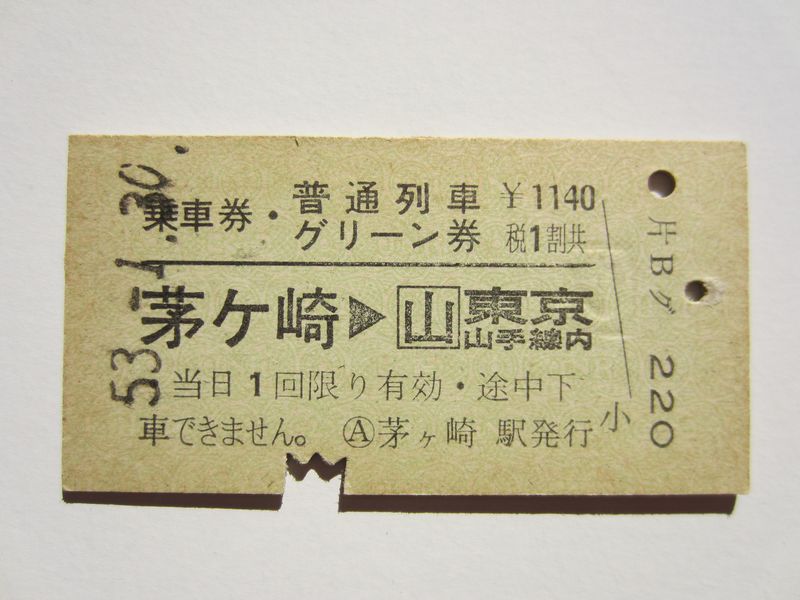 乗車券・普通列車グリーン券 ¥1140
税1割共
茅ケ崎▶山東京山手線内
当日1回限り有効・途中下
車できません。 Ⓐ茅ヶ崎 駅発行
小
片Bグ 220
53.-1.30.